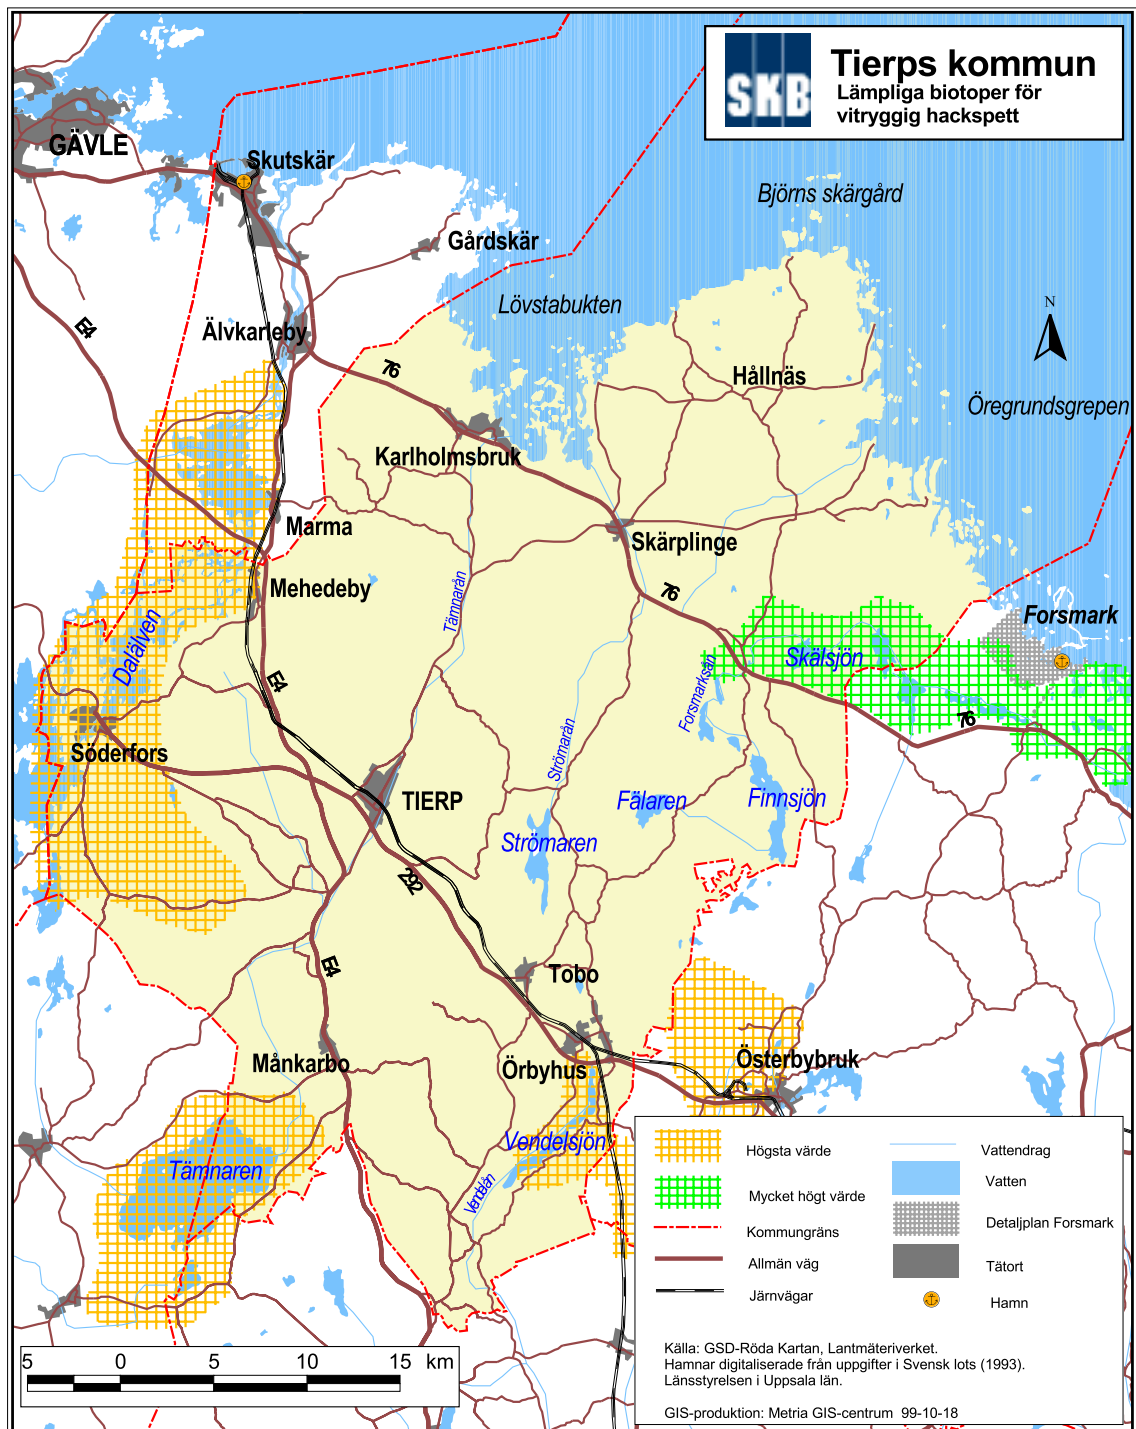 SKB
Tierps kommun
Lämpliga biotoper för
vitryggig hackspett
GÄVLE
Skutskär
Björns skärgård
Gårdskär
Lövstabukten
N
E4
Älvkarleby
76
Hållnäs
Öregrundsgrepen
Karlholmsbruk
Marma
Skärplinge
Mehedeby
Tämnarån
76
Forsmark
Dalälven
Skälsjön
E4
Forsmarksån
76
Söderfors
Strömarån
TIERP
Fälaren
Finnsjön
Strömaren
292
E4
Tobo
Månkarbo
Örbyhus
Österbybruk
Vendelsjön
Tämnaren
Vendelån
Högsta värde
Mycket högt värde
Kommungräns
Allmän väg
Järnvägar
Vattendrag
Vatten
Detaljplan Forsmark
Tätort
Hamn
Källa: GSD-Röda Kartan, Lantmäteriverket.
Hamnar digitaliserade från uppgifter i Svensk lots (1993).
Länsstyrelsen i Uppsala län.
GIS-produktion: Metria GIS-centrum 99-10-18
5 0 5 10 15 km